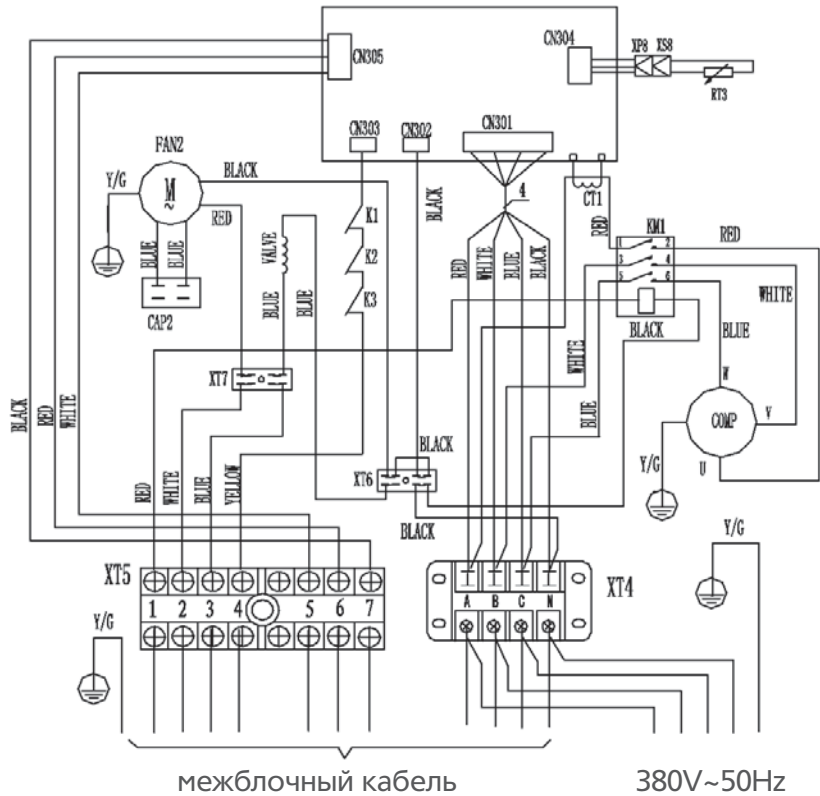 CN305
CN304
XP8 XS8
RT3
CN303
CN302
CN301
FAN2
Y/G
M
~
BLACK
RED
BLUE
BLUE
CAP2
VALVE
BLUE
BLUE
K1
K2
K3
BLACK
4
CT1
RED
KM1
1
2
3
4
5
6
RED
WHITE
BLACK
BLUE
RED
WHITE
BLUE
BLACK
WHITE
BLUE
W
V
U
COMP
Y/G
XT7
BLACK
RED
WHITE
RED
WHITE
BLUE
YELLOW
BLACK
XT6
BLACK
XT5
1 2 3 4 5 6 7
Y/G
A B C N
XT4
Y/G
межблочный кабель
380V~50Hz